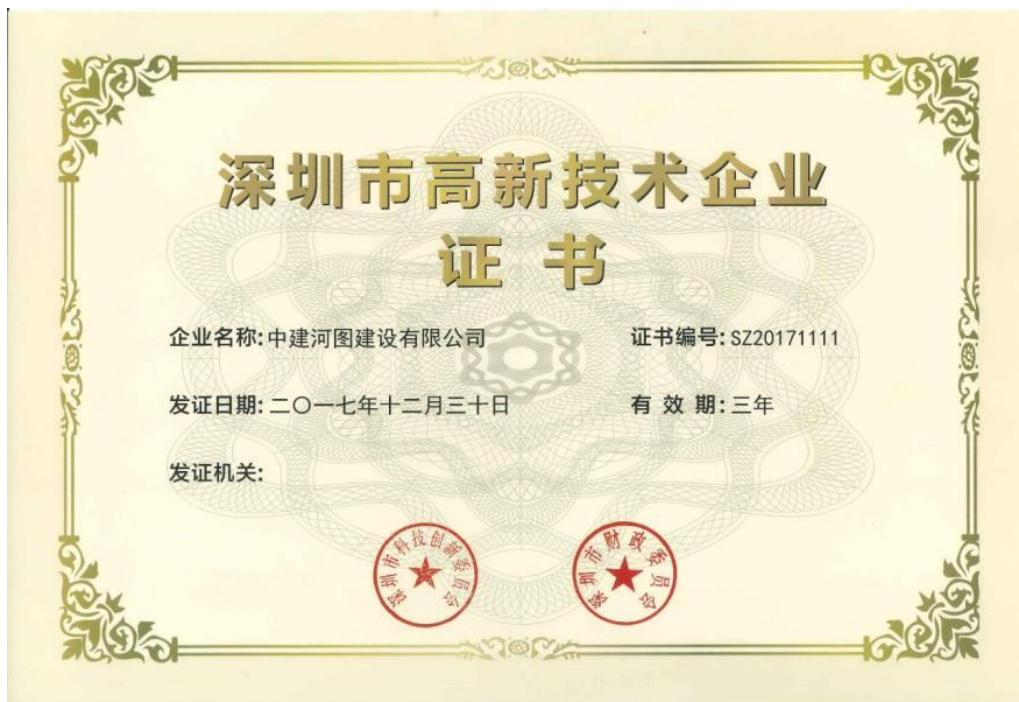 深圳市高新技术企业
证书
企业名称:中建河图建设有限公司
证书编号:SZ20171111
发证日期:二〇一七年十二月三十日
有效期:三年
发证机关:
深圳市科技创新委员会
深圳市财政委员会